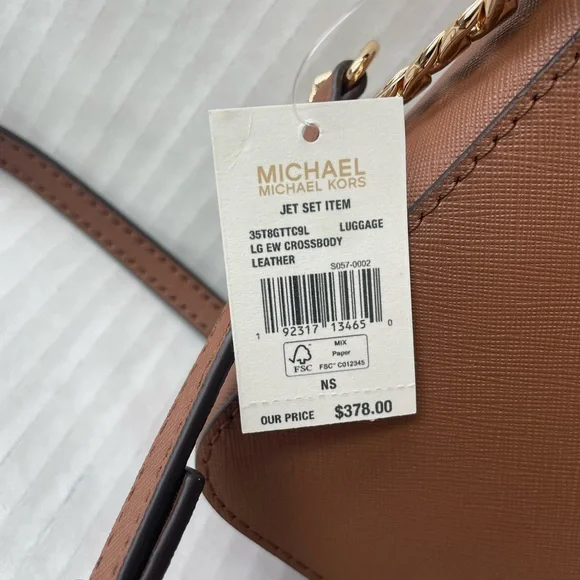 MICHAEL
MICHAEL KORS
JET SET ITEM
35T8GTTC9L LUGGAGE
LG EW CROSSBODY
LEATHER
S057-0002
1 92317 13465 0
MIX
Paper
FSC FSC™ C012345
NS
OUR PRICE $378.00